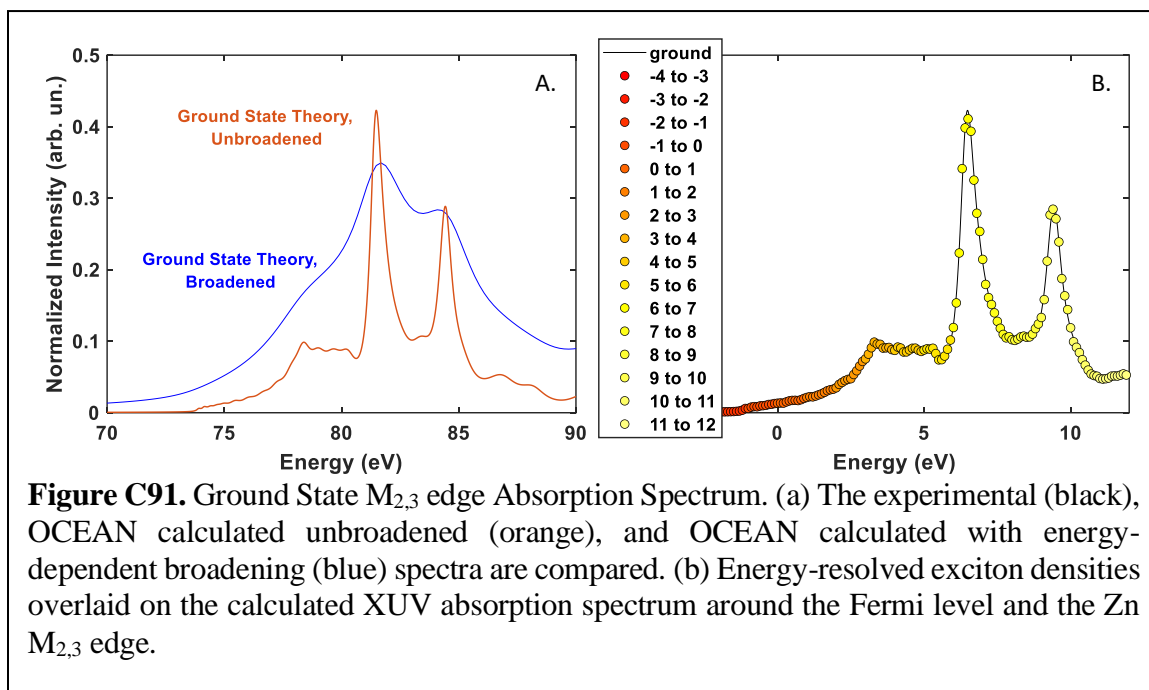 0.5
0.4
0.3
0.2
0.1
0
Normalized Intensity (arb. un.)
A.
Ground State Theory,
Unbroadened
Ground State Theory,
Broadened
70 75 80 85 90
Energy (eV)
ground
-4 to -3
-3 to -2
-2 to -1
-1 to 0
0 to 1
1 to 2
2 to 3
3 to 4
4 to 5
5 to 6
6 to 7
7 to 8
8 to 9
9 to 10
10 to 11
11 to 12
B.
0 5 10
Energy (eV)
Figure C91. Ground State M2,3 edge Absorption Spectrum. (a) The experimental (black),
OCEAN calculated unbroadened (orange), and OCEAN calculated with energy-
dependent broadening (blue) spectra are compared. (b) Energy-resolved exciton densities
overlaid on the calculated XUV absorption spectrum around the Fermi level and the Zn
M2,3 edge.